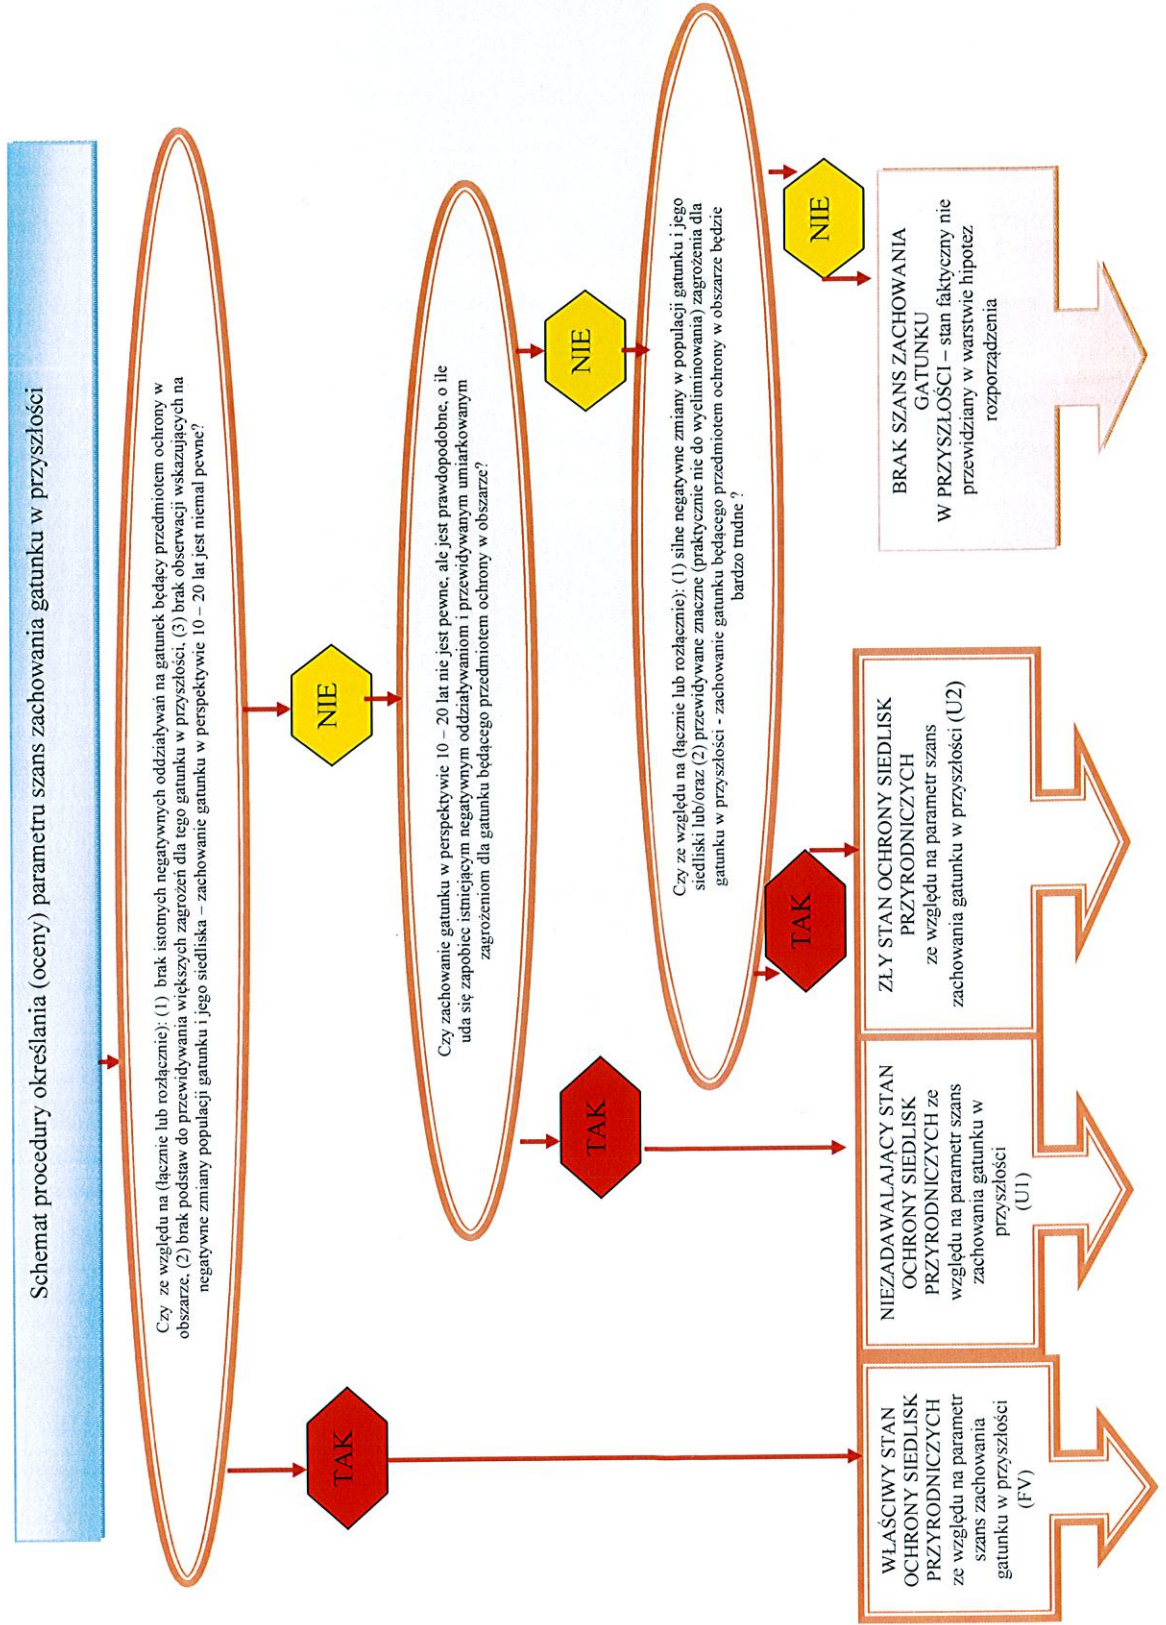 Schemat procedury określania (oceny) parametru szans zachowania gatunku w przyszłości
Czy ze względu na (łącznie lub rozłącznie): (1) brak istotnych negatywnych oddziaływań na gatunek będący przedmiotem ochrony w
obszarze, (2) brak podstaw do przewidywania większych zagrożeń dla tego gatunku w przyszłości, (3) brak obserwacji wskazujących na
negatywne zmiany populacji gatunku i jego siedliska – zachowanie gatunku w perspektywie 10 – 20 lat jest niemal pewne?
TAK
NIE
Czy zachowanie gatunku w perspektywie 10 – 20 lat nie jest pewne, ale jest prawdopodobne, o ile
uda się zapobiec istniejącym negatywnym oddziaływaniom i przewidywanym umiarkowanym
zagrożeniom dla gatunku będącego przedmiotem ochrony w obszarze?
TAK
NIE
Czy ze względu na (łącznie lub rozłącznie): (1) silne negatywne zmiany w populacji gatunku i jego
siedliski lub/oraz (2) przewidywane znaczne (praktycznie nie do wyeliminowania) zagrożenia dla
gatunku w przyszłości - zachowanie gatunku będącego przedmiotem ochrony w obszarze będzie
bardzo trudne ?
TAK
NIE
WŁAŚCIWY STAN
OCHRONY SIEDLISK
PRZYRODNICZYCH
ze względu na parametr
szans zachowania
gatunku w przyszłości
(FV)
NIEZADAWALAJĄCY STAN
OCHRONY SIEDLISK
PRZYRODNICZYCH ze
względu na parametr szans
zachowania gatunku w
przyszłości
(U1)
ZŁY STAN OCHRONY SIEDLISK
PRZYRODNICZYCH
ze względu na parametr szans
zachowania gatunku w przyszłości (U2)
BRAK SZANS ZACHOWANIA
GATUNKU
W PRZYSZŁOŚCI – stan faktyczny nie
przewidziany w warstwie hipotez
rozporządzenia